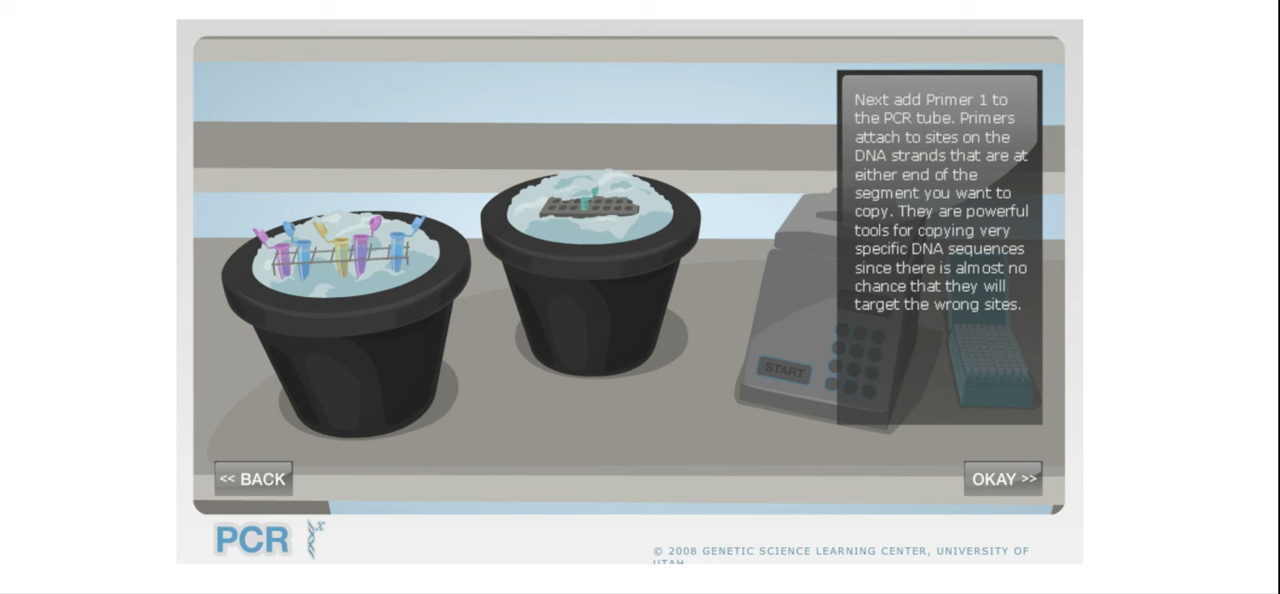 Next add Primer 1 to
the PCR tube. Primers
attach to sites on the
DNA strands that are at
either end of the
segment you want to
copy. They are powerful
tools for copying very
specific DNA sequences
since there is almost no
chance that they will
target the wrong sites.
START
<< BACK
OKAY >>
PCR
© 2008 GENETIC SCIENCE LEARNING CENTER, UNIVERSITY OF
UTAH